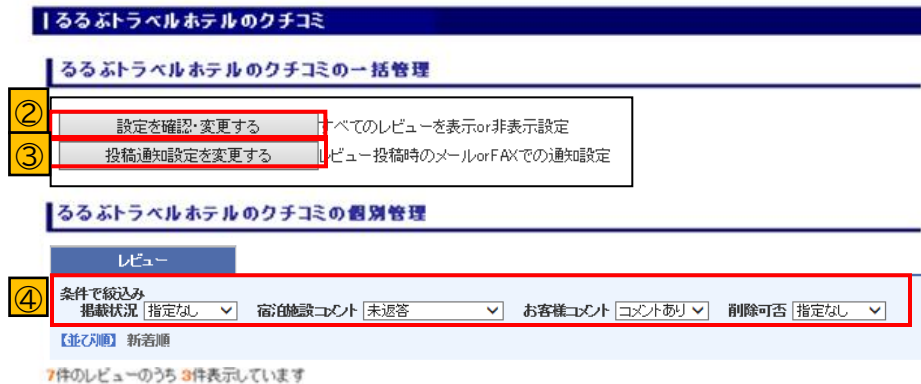 るるぶトラベルホテルのクチコミ
るるぶトラベルホテルのクチコミの一括管理
② 設定を確認・変更する すべてのレビューを表示or非表示設定
③ 投稿通知設定を変更する レビュー投稿時のメールorFAXでの通知設定
るるぶトラベルホテルのクチコミの個別管理
レビュー
④ 条件で絞込み
掲載状況 指定なし 宿泊施設コメント 未返答 お客様コメント コメントあり 削除可否 指定なし
【並び順】 新着順
7件のレビューのうち 3件表示しています